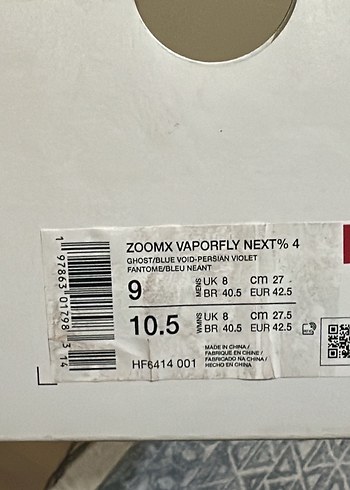 ZOOMX VAPORFLY NEXT% 4
GHOST/BLUE VOID-PERSIAN VIOLET
FANTOME/BLEU NEANT
9 MENS UK 8 cm 27
BR 40.5 EUR 42.5
10.5 WMNS UK 8 cm 27.5
BR 40.5 EUR 42.5
MADE IN CHINA /
FABRIQUE EN CHINE /
FABRICADO NA CHINA /
HECHO EN CHINA
HF6414 001
1 97863 01798 3 14